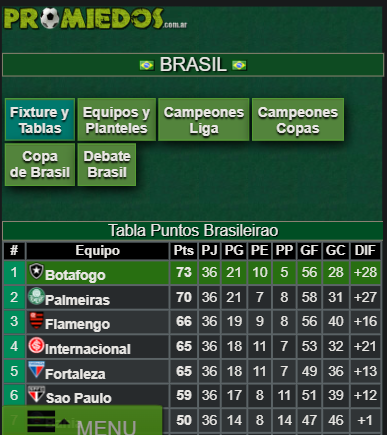 PROMIEDOS.com.ar
BRASIL
Fixture y Tablas
Equipos y Planteles
Campeones Liga
Campeones Copas
Copa de Brasil
Debate Brasil
Tabla Puntos Brasileirao
# Equipo Pts PJ PG PE PP GF GC DIF
1 Botafogo 73 36 21 10 5 56 28 +28
2 Palmeiras 70 36 21 7 8 58 31 +27
3 Flamengo 66 36 19 9 8 56 40 +16
4 Internacional 65 36 18 11 7 53 32 +21
5 Fortaleza 65 36 18 11 7 49 36 +13
6 Sao Paulo 59 36 17 8 11 51 39 +12
7 50 36 14 8 14 47 46 +1
MENU